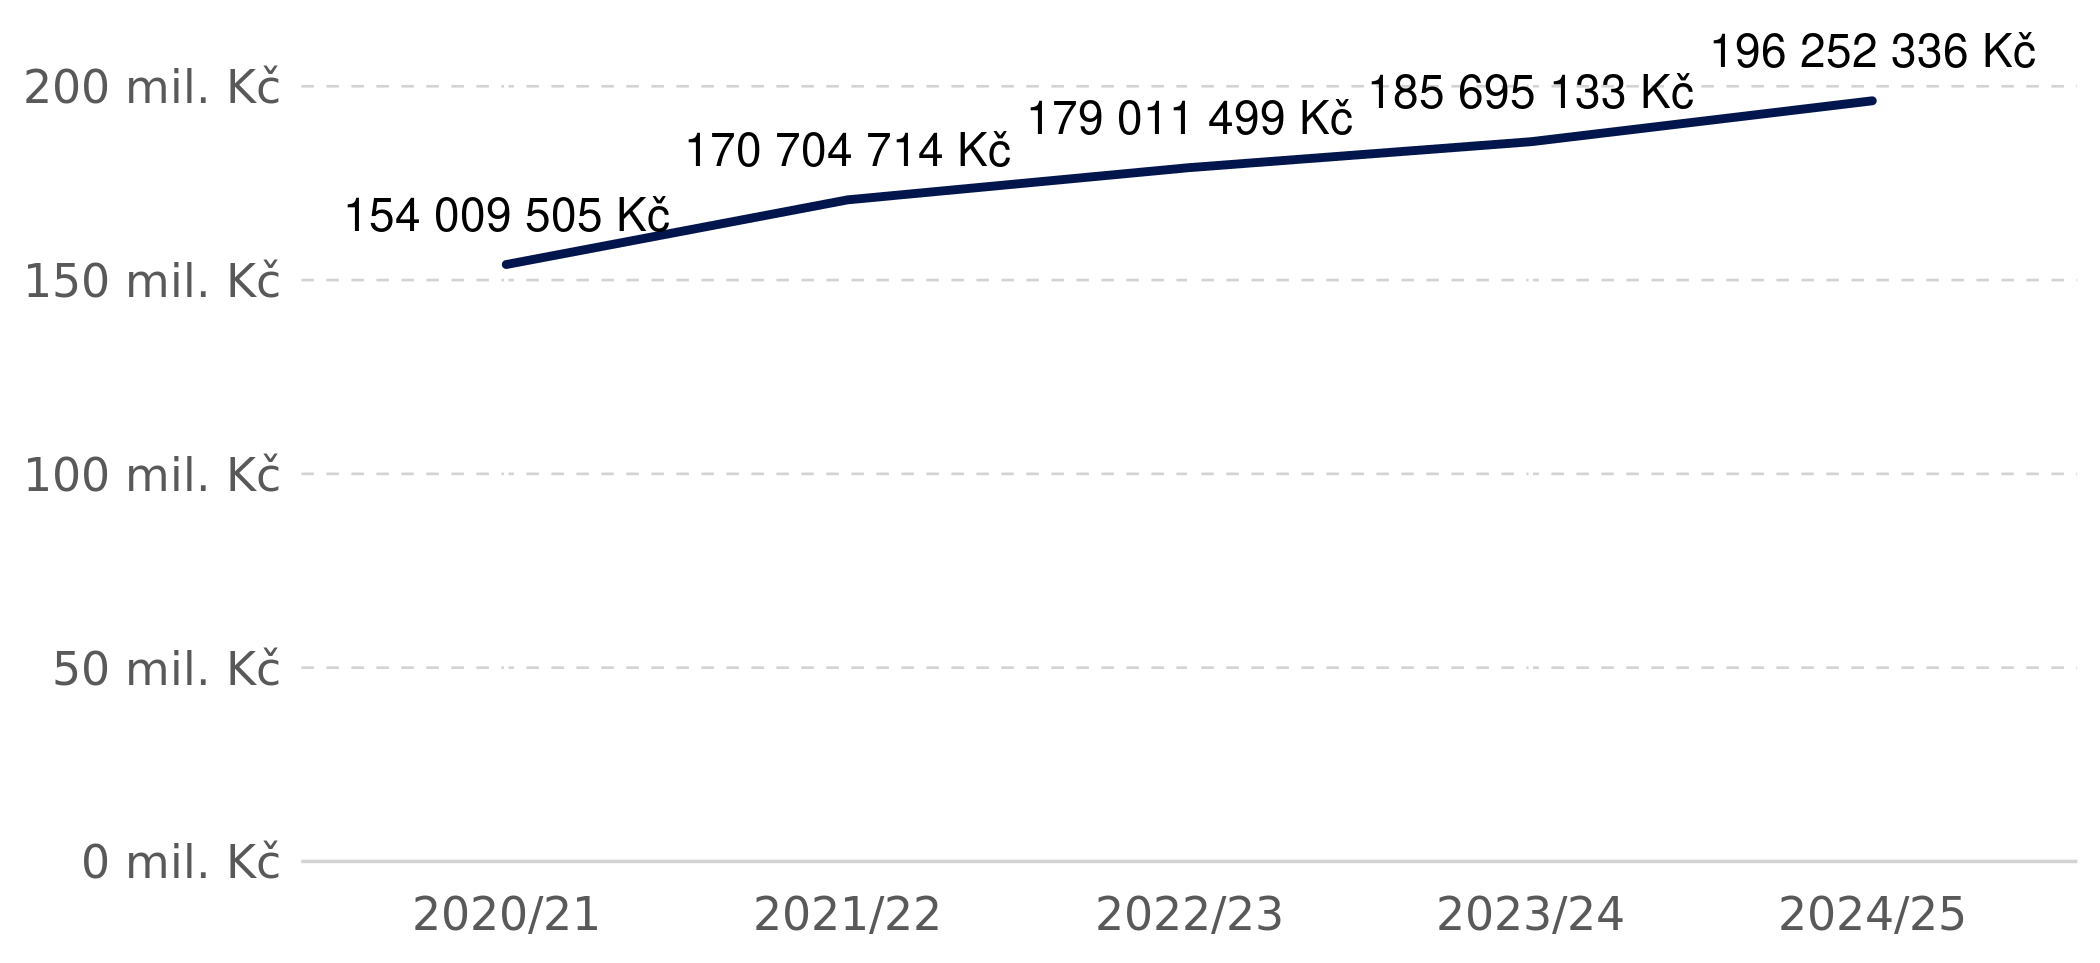 196 252 336 Kč
200 mil. Kč
185 695 133 Kč
179 011 499 Kč
170 704 714 Kč
154 009 505 Kč
150 mil. Kč
100 mil. Kč
50 mil. Kč
0 mil. Kč
2020/21 2021/22 2022/23 2023/24 2024/25